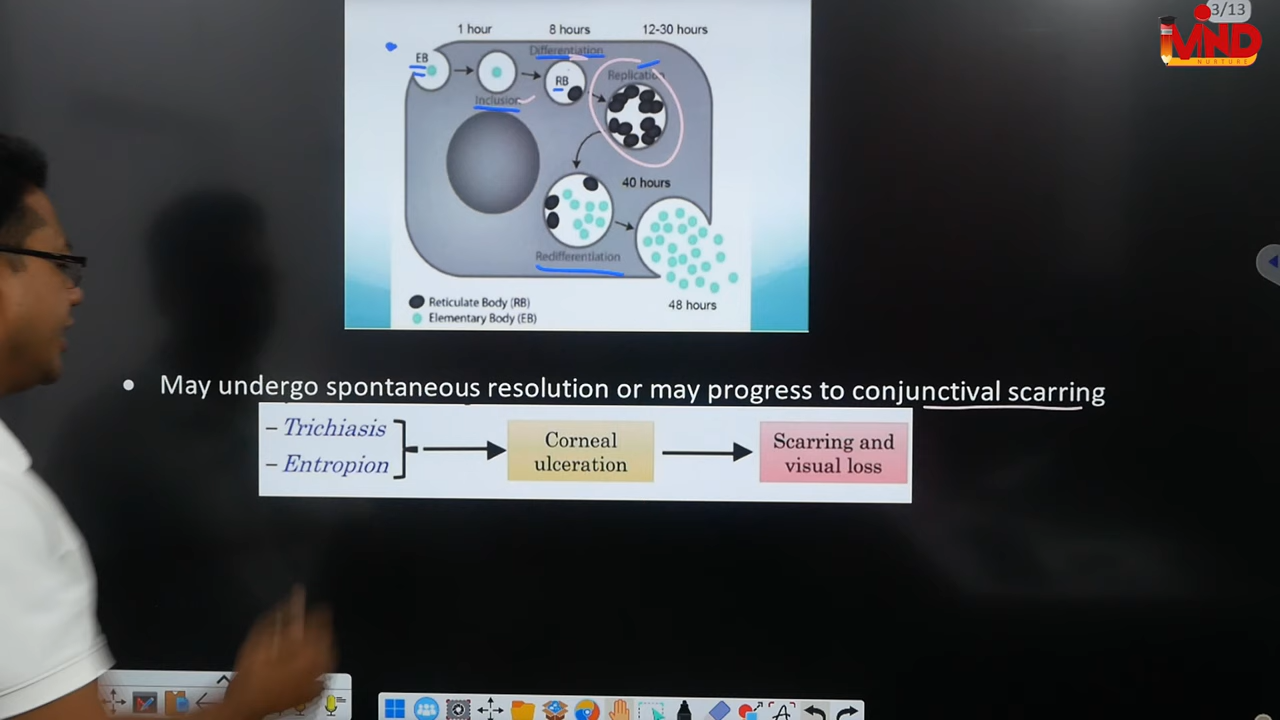 3/13
MIND
NURTURE
1 hour
8 hours
12-30 hours
Differentiation
EB
RB
Replication
Inclusion
40 hours
Redifferentiation
48 hours
Reticulate Body (RB)
Elementary Body (EB)
• May undergo spontaneous resolution or may progress to conjunctival scarring
– Trichiasis
– Entropion
Corneal
ulceration
Scarring and
visual loss